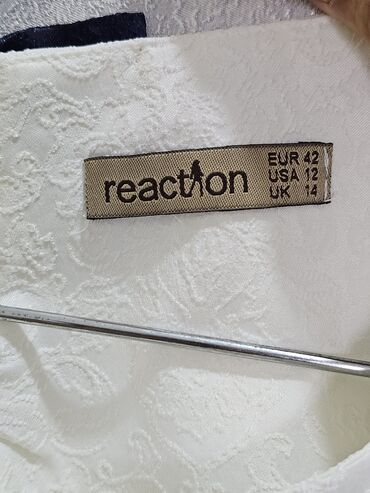 reaction
EUR 42
USA 12
UK 14